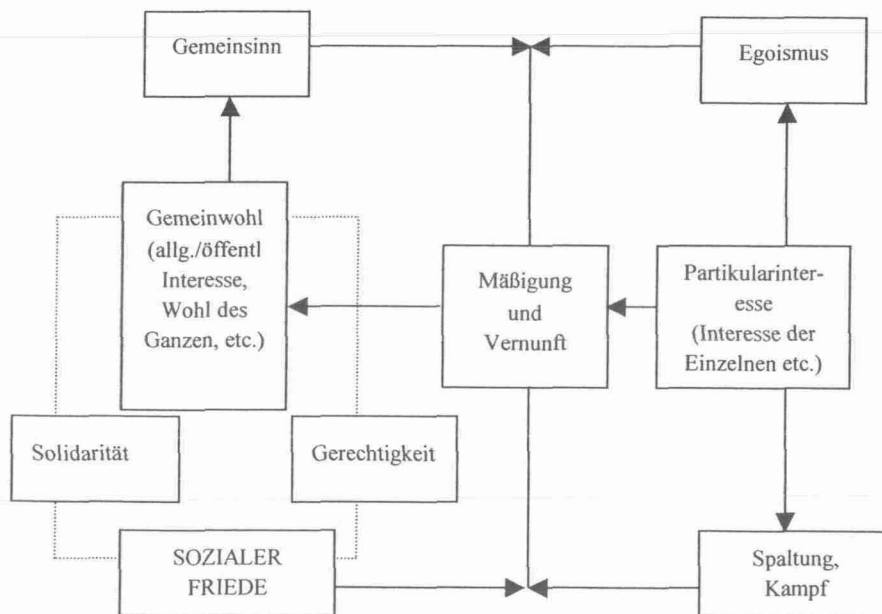 Gemeinsinn
Egoismus
Gemeinwohl
(allg./öffentl
Interesse,
Wohl des
Ganzen, etc.)
Mäßigung
und
Vernunft
Partikularinter-
esse
(Interesse der
Einzelnen etc.)
Solidarität
Gerechtigkeit
SOZIALER
FRIEDE
Spaltung,
Kampf